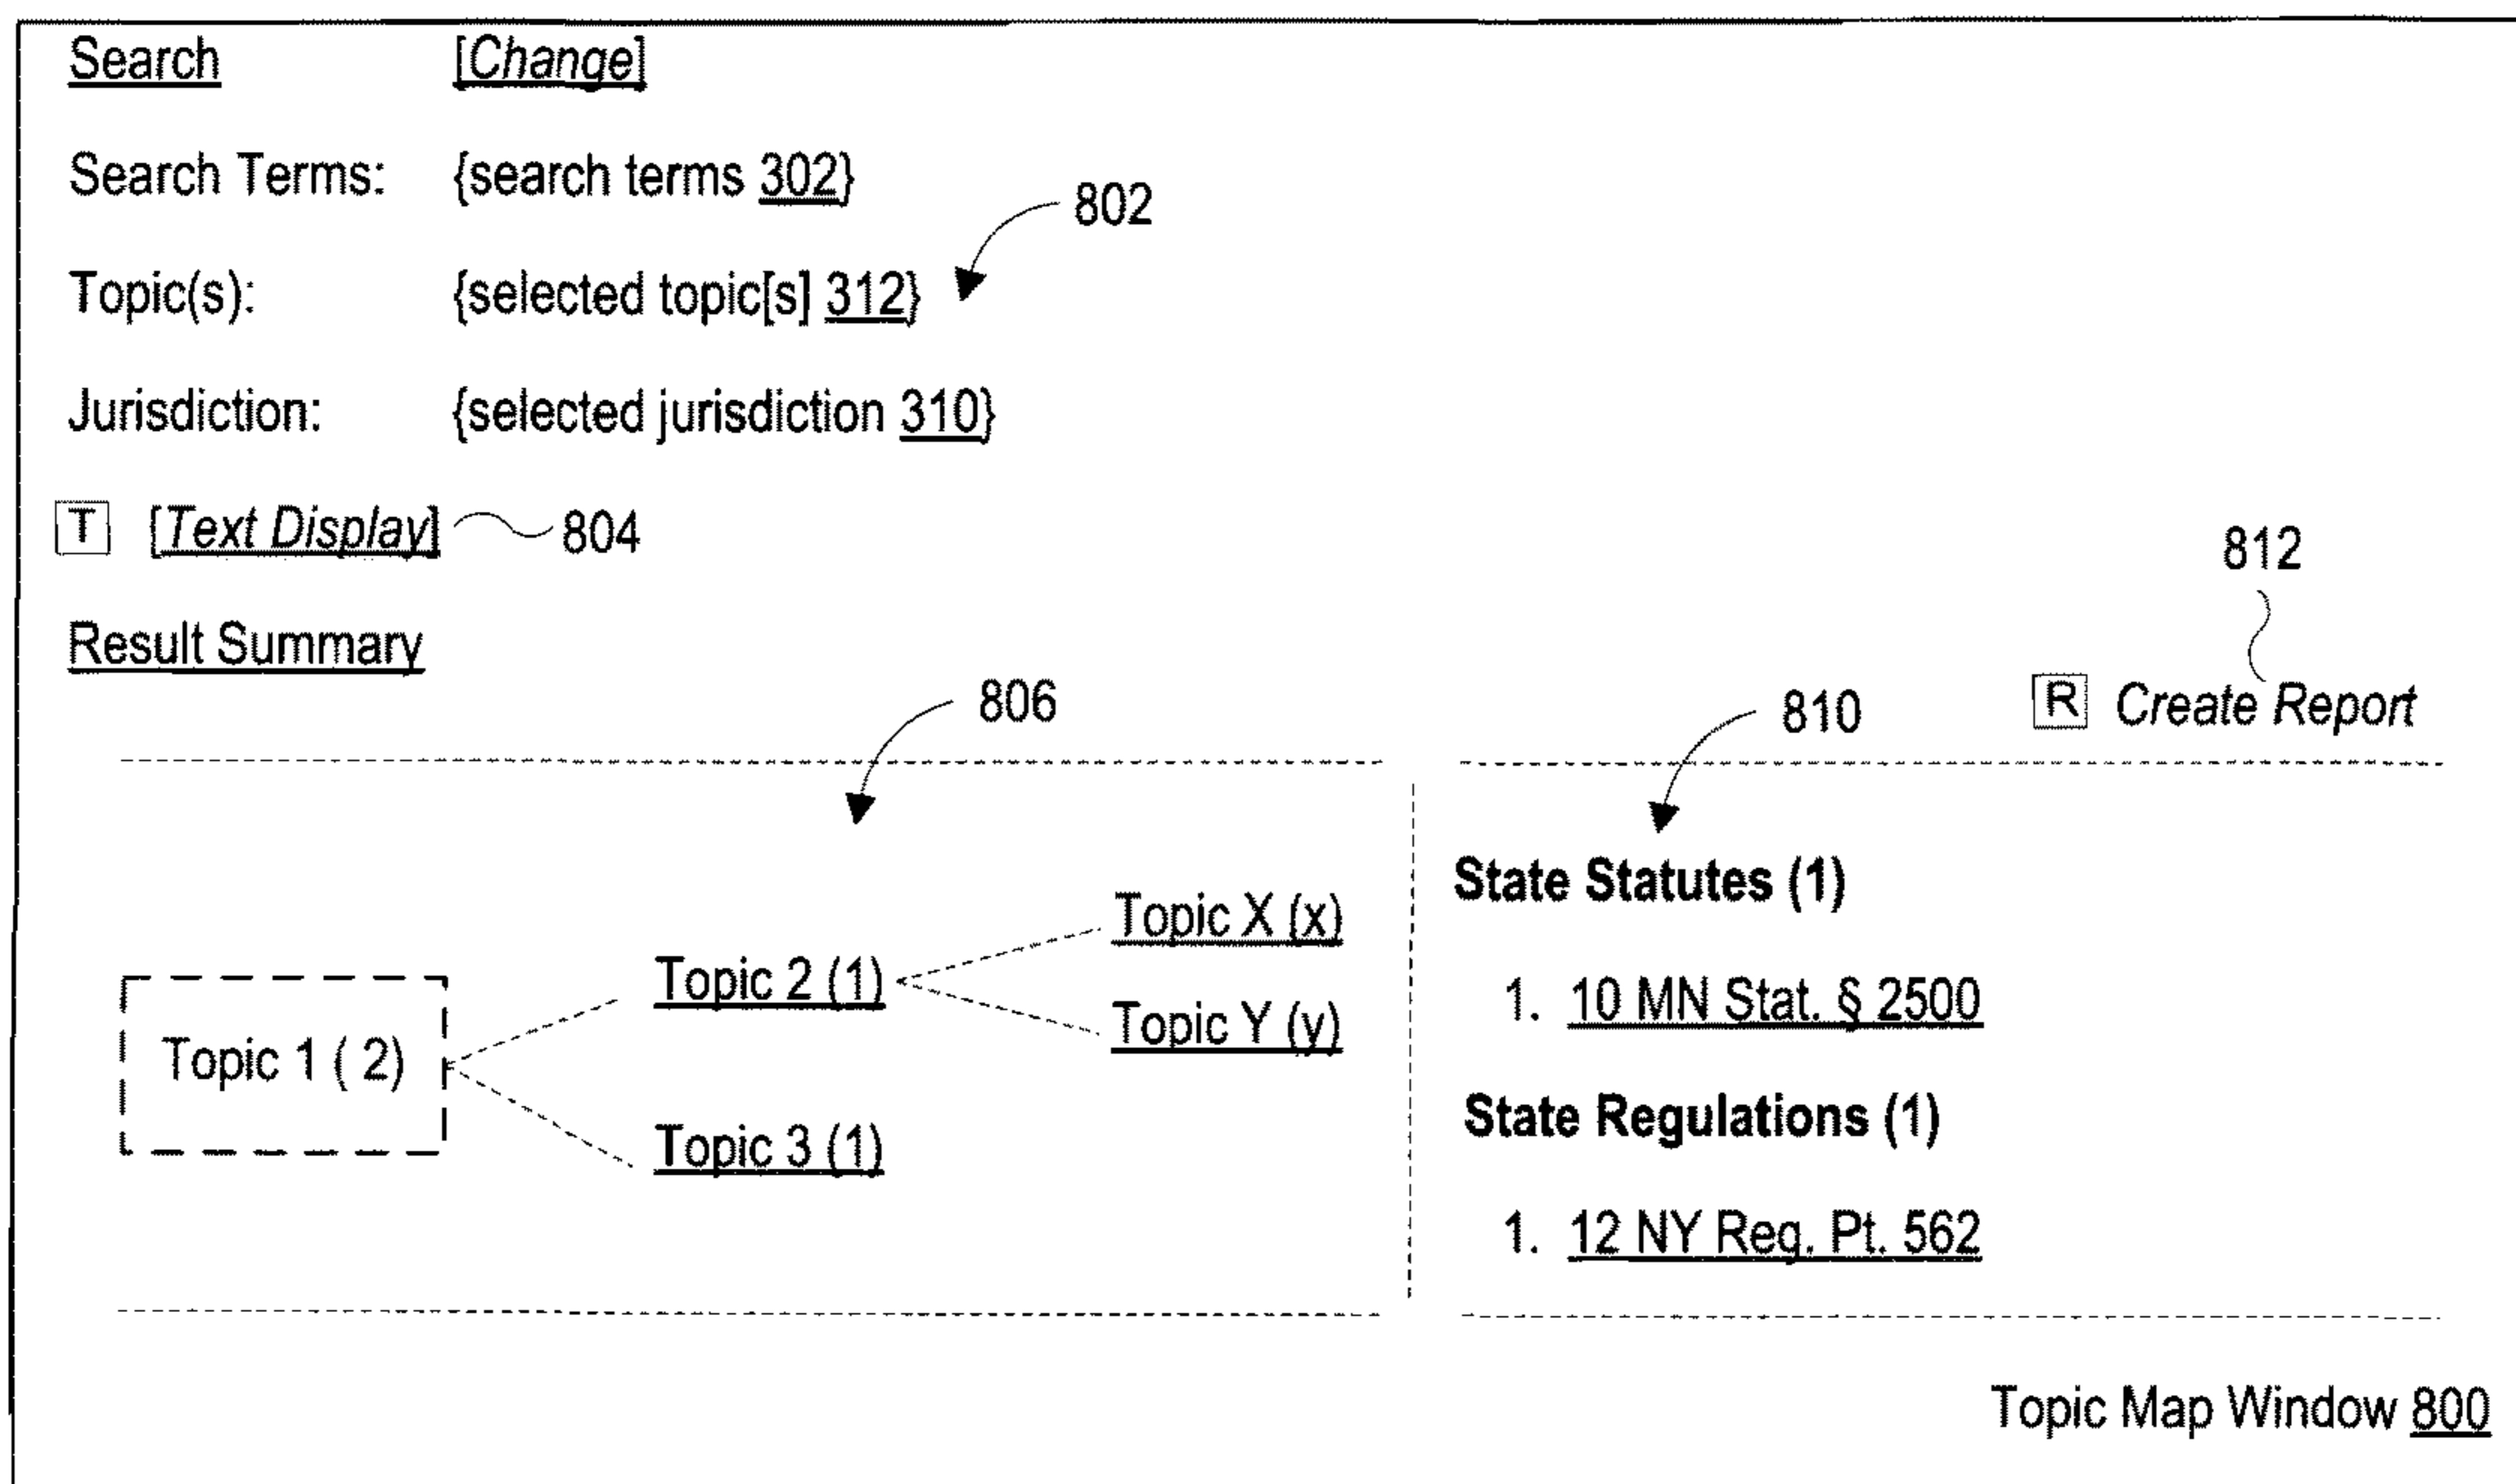 Search [Change]
Search Terms: {search terms 302}
802
Topic(s): {selected topic[s] 312}
Jurisdiction: {selected jurisdiction 310}
T [Text Display] 804
812
Result Summary
R Create Report
806
810
State Statutes (1)
Topic X (x)
Topic 2 (1)
1. 10 MN Stat. § 2500
Topic Y (y)
Topic 1 ( 2)
State Regulations (1)
Topic 3 (1)
1. 12 NY Reg. Pt. 562
Topic Map Window 800